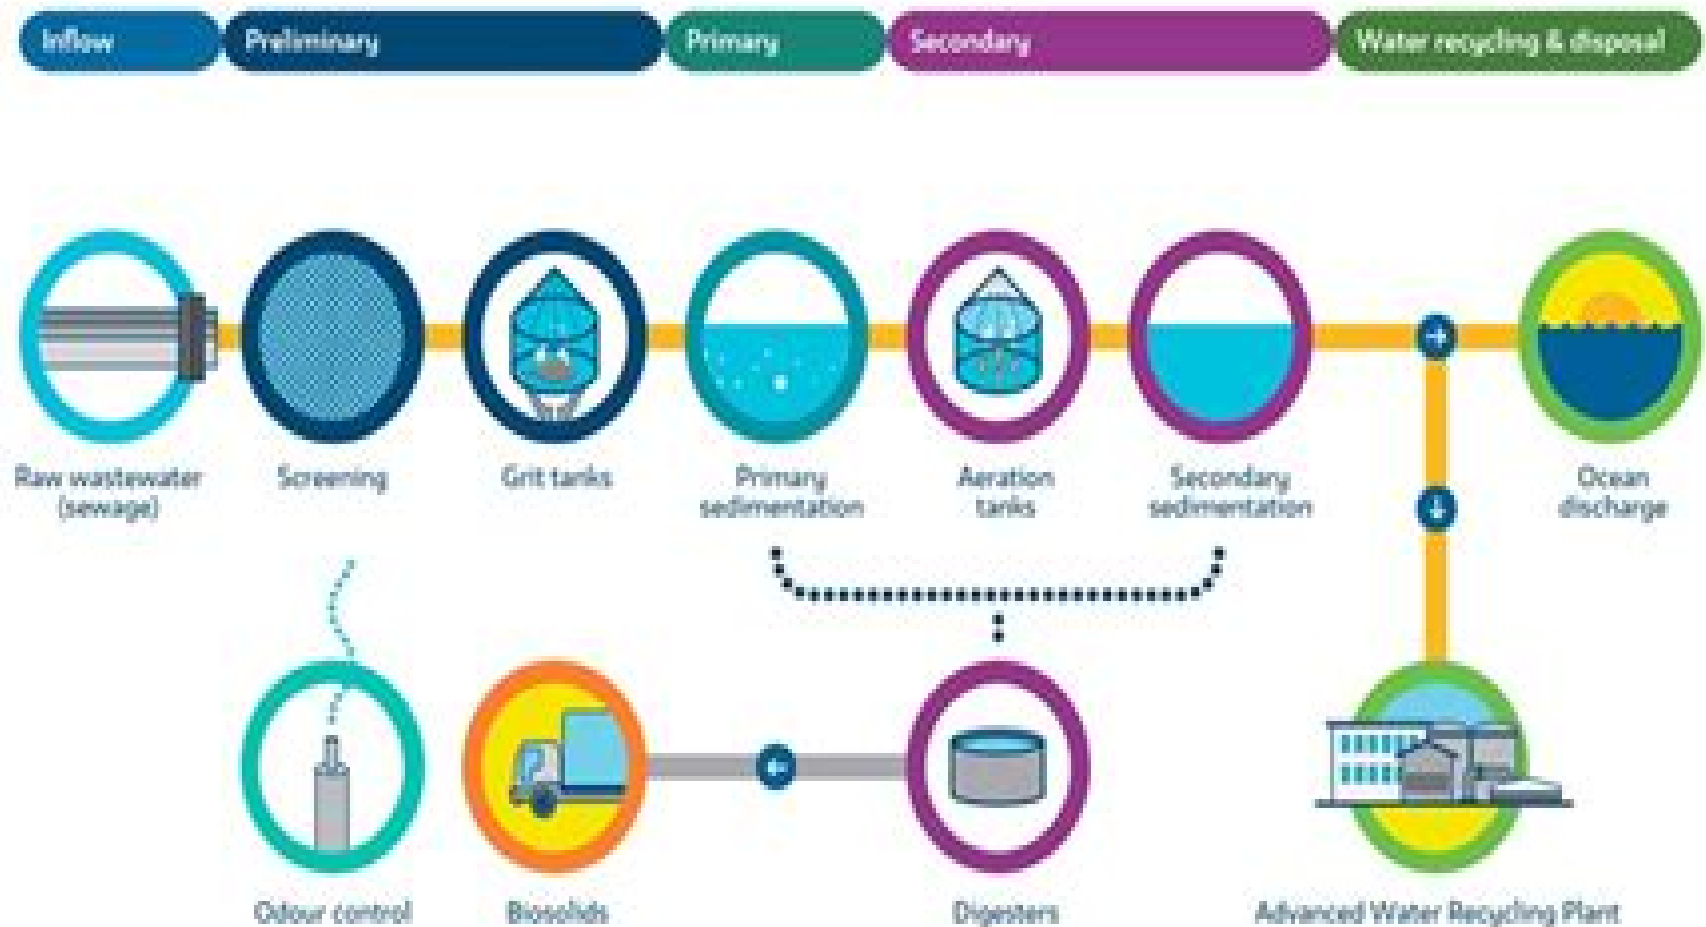 Inflow
Preliminary
Primary
Secondary
Water recycling & disposal
Raw wastewater
(sewage)
Screening
Grit tanks
Primary
sedimentation
Aeration
tanks
Secondary
sedimentation
Ocean
discharge
Odour control
Biosolids
Digesters
Advanced Water Recycling Plant